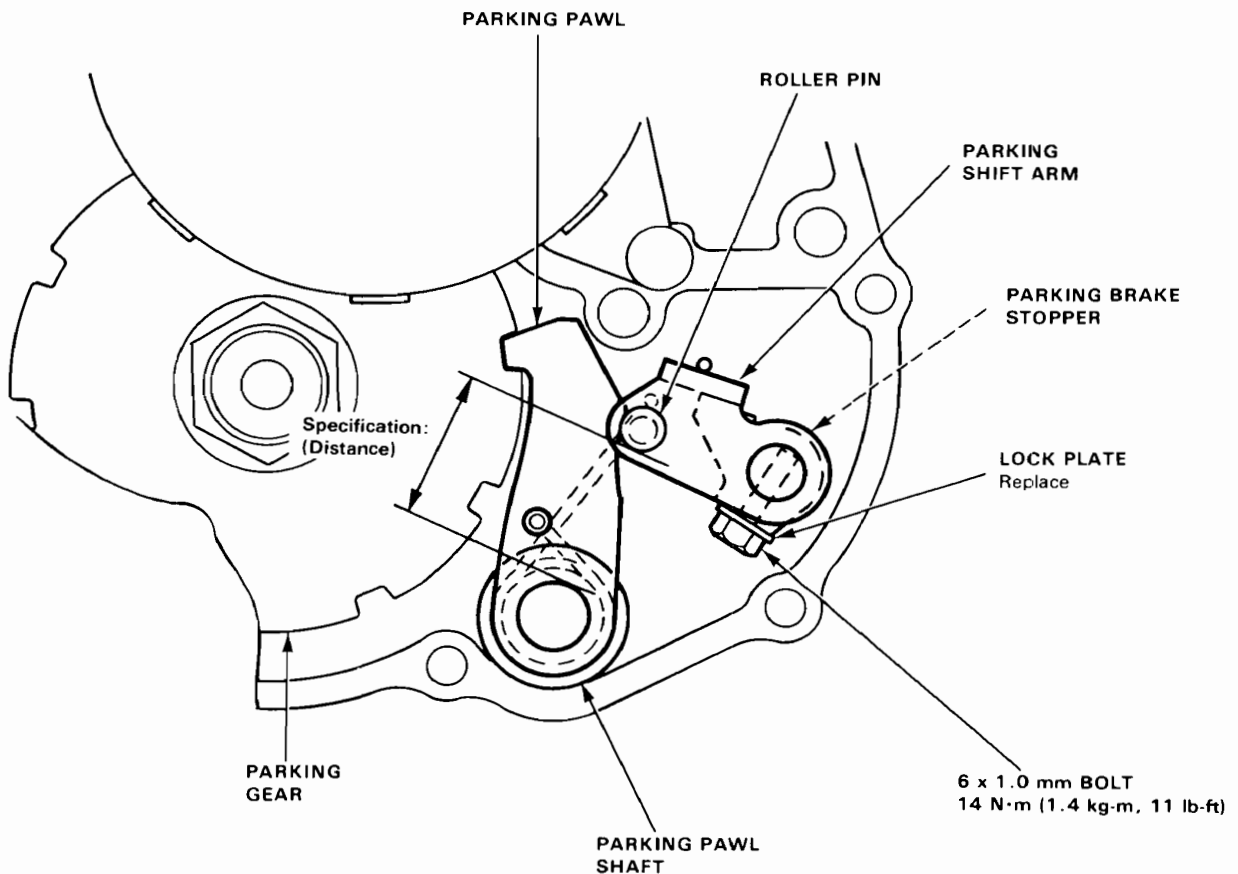 PARKING PAWL
ROLLER PIN
PARKING
SHIFT ARM
PARKING BRAKE
STOPPER
Specification:
(Distance)
LOCK PLATE
Replace
PARKING
GEAR
6 x 1.0 mm BOLT
14 N·m (1.4 kg-m, 11 lb-ft)
PARKING PAWL
SHAFT